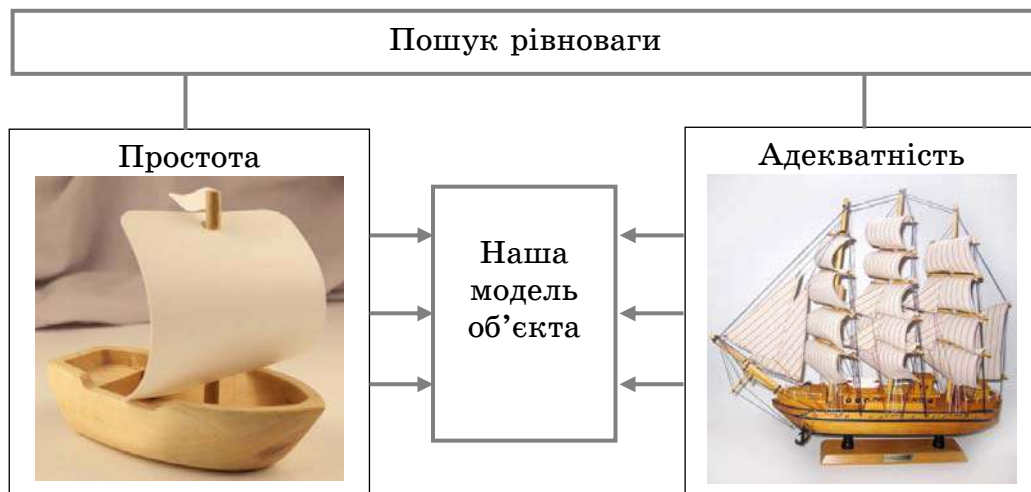 Пошук рівноваги
Простота
Адекватність
Наша
модель
об’єкта